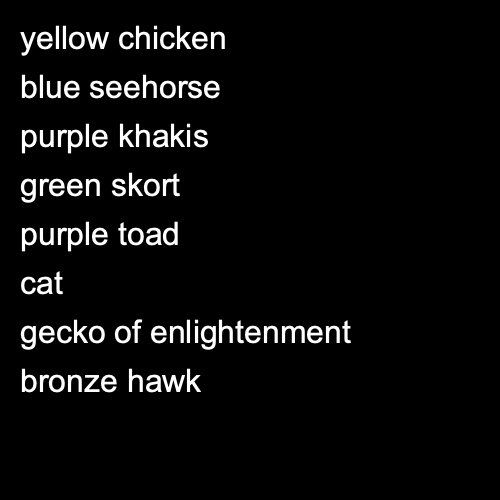 yellow chicken
blue seehorse
purple khakis
green skort
purple toad
cat
gecko of enlightenment
bronze hawk